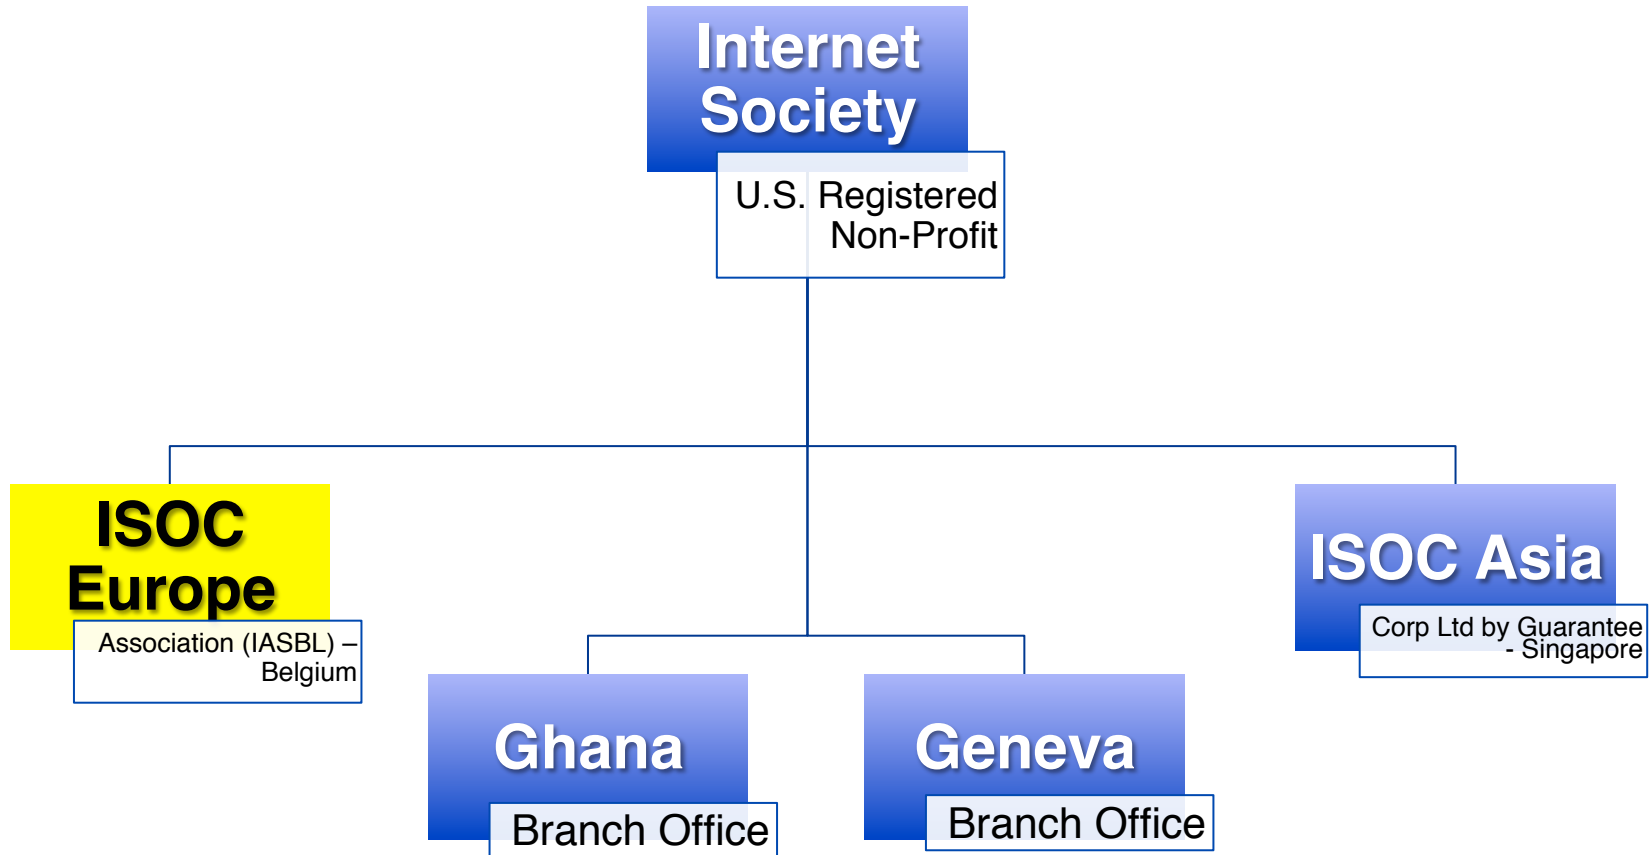 Internet
Society
U.S. Registered
Non-Profit
ISOC
Europe
Association (IASBL) –
Belgium
ISOC Asia
Corp Ltd by Guarantee
- Singapore
Ghana
Branch Office
Geneva
Branch Office